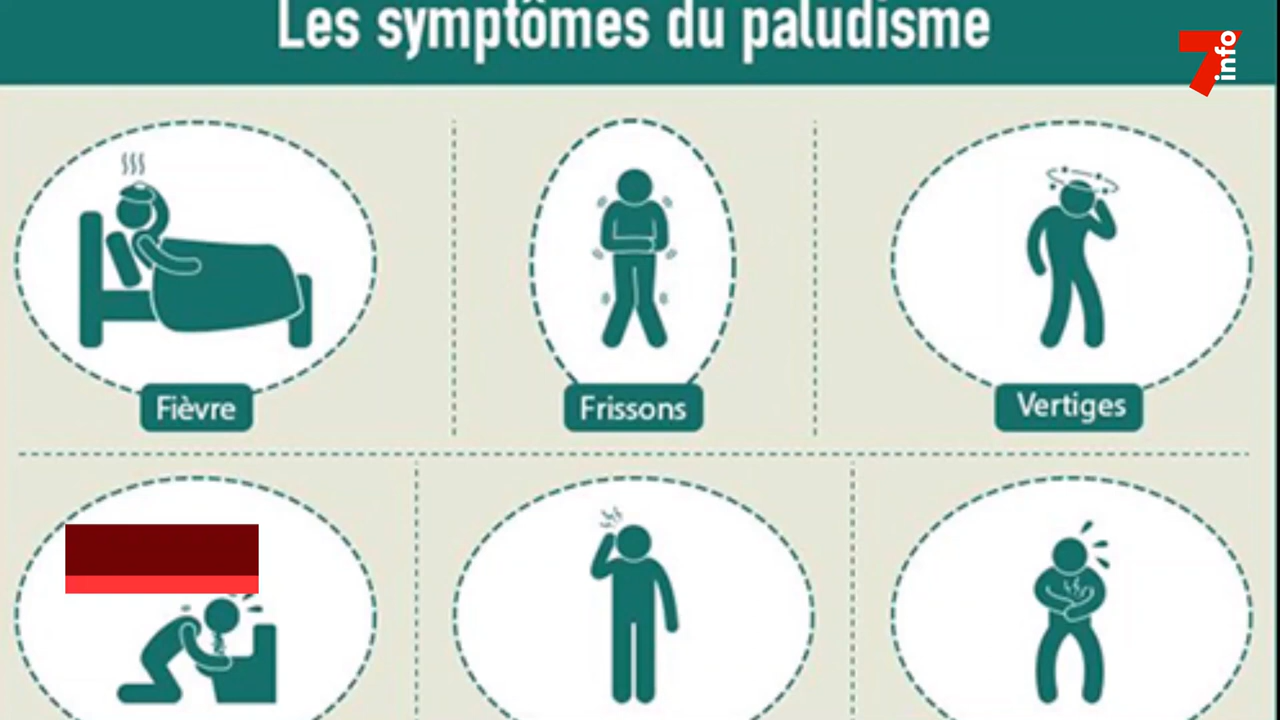 Les symptômes du paludisme
7info
Fièvre
Frissons
Vertiges